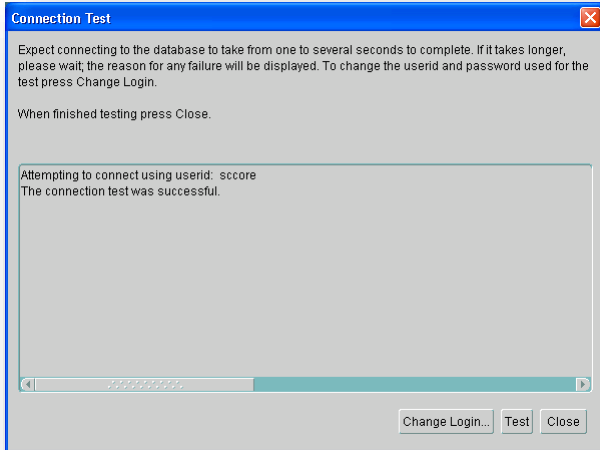 Connection Test
Expect connecting to the database to take from one to several seconds to complete. If it takes longer,
please wait; the reason for any failure will be displayed. To change the userid and password used for the
test press Change Login.
When finished testing press Close.
Attempting to connect using userid:  sccore
The connection test was successful.
Change Login... Test Close